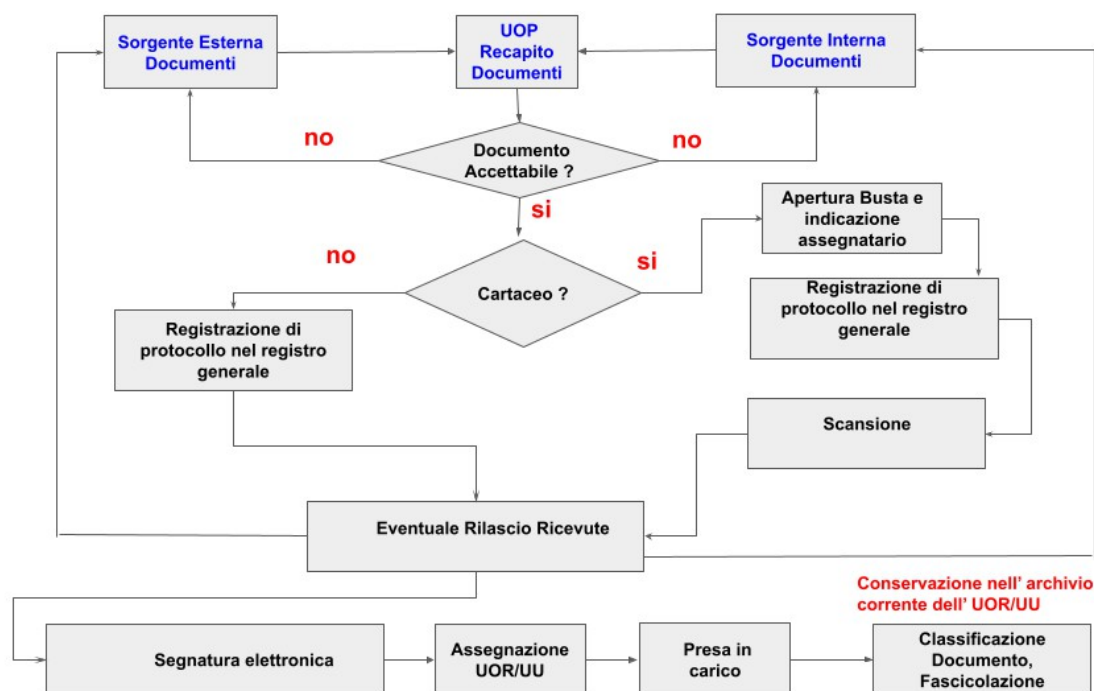 Sorgente Esterna
Documenti
UOP
Recapito
Documenti
Sorgente Interna
Documenti
no
Documento
Accettabile ?
no
si
Apertura Busta e
indicazione
assegnatario
no
Cartaceo ?
si
Registrazione di
protocollo nel registro
generale
Registrazione di
protocollo nel registro
generale
Scansione
Eventuale Rilascio Ricevute
Conservazione nell' archivio
corrente dell' UOR/UU
Segnatura elettronica
Assegnazione
UOR/UU
Presa in
carico
Classificazione
Documento,
Fascicolazione